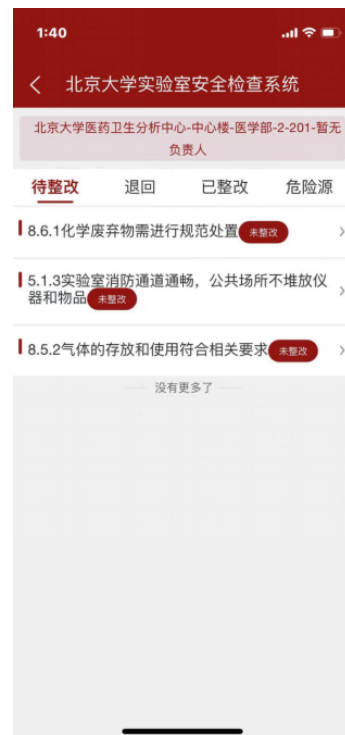 1:40
北京大学实验室安全检查系统
北京大学医药卫生分析中心-中心楼-医学部-2-201-暂无
负责人
待整改 退回 已整改 危险源
8.6.1化学废弃物需进行规范处置 未整改
5.1.3实验室消防通道通畅，公共场所不堆放仪
器和物品 未整改
8.5.2气体的存放和使用符合相关要求 未整改
没有更多了